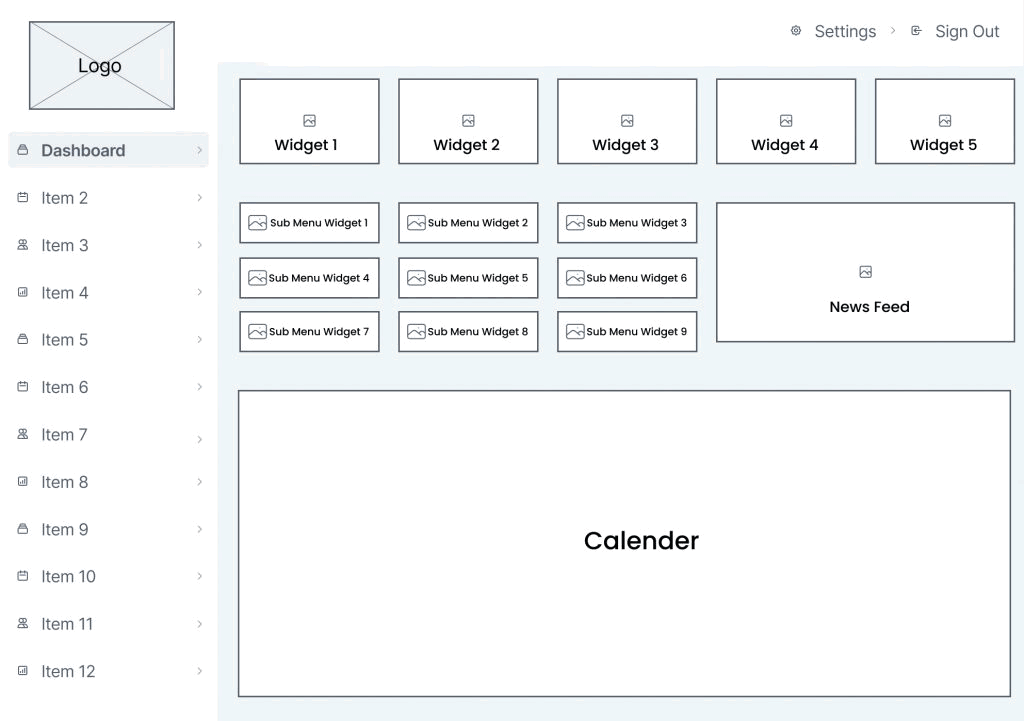 Logo
Settings
Sign Out
Dashboard
Item 2
Item 3
Item 4
Item 5
Item 6
Item 7
Item 8
Item 9
Item 10
Item 11
Item 12
Widget 1
Widget 2
Widget 3
Widget 4
Widget 5
Sub Menu Widget 1
Sub Menu Widget 2
Sub Menu Widget 3
Sub Menu Widget 4
Sub Menu Widget 5
Sub Menu Widget 6
Sub Menu Widget 7
Sub Menu Widget 8
Sub Menu Widget 9
News Feed
Calender